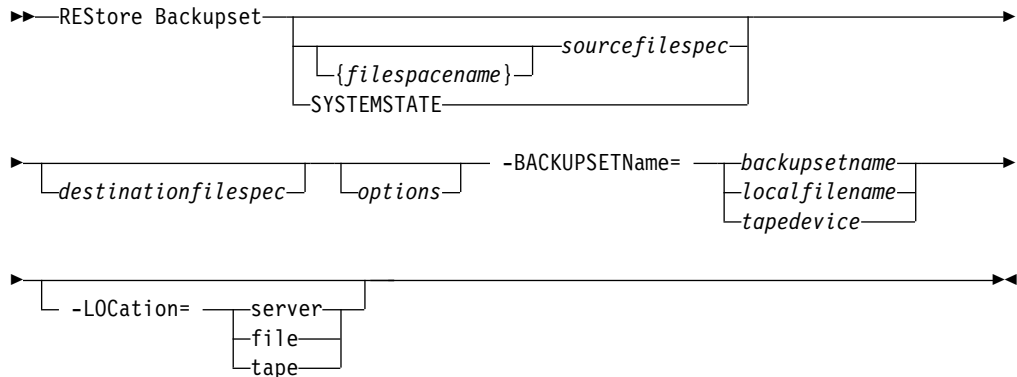 REStore Backupset
sourcefilespec
{filespacename}
SYSTEMSTATE
destinationfilespec
options
-BACKUPSETName=
backupsetname
localfilename
tapedevice
-LOCation=
server
file
tape